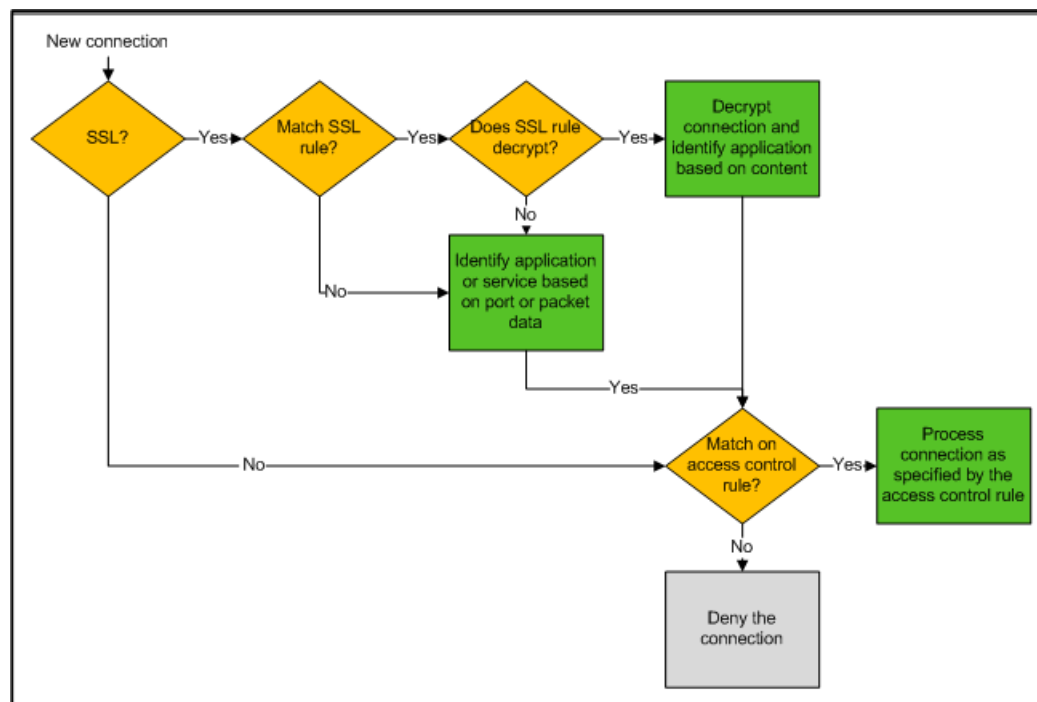 New connection
SSL?
Yes
Match SSL
rule?
Yes
Does SSL rule
decrypt?
Yes
Decrypt
connection and
identify application
based on content
No
Identify application
or service based
on port or packet
data
No
Yes
No
Match on
access control
rule?
Yes
Process
connection as
specified by the
access control rule
No
Deny the
connection